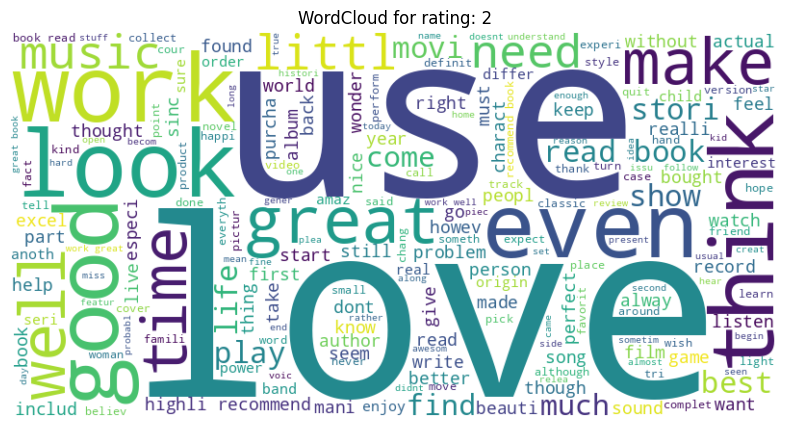 WordCloud for rating: 2
book read
stuff
collect
cour
found
order
littl
movi
need
name
doesnt
understand
experi
style
without
actual
true
definit
music
work
use
make
sure
sinc
histori
differ
quit
child
version
star
feel
world
back
wonder
perform
right
must
keep
stori
realli
hand
kid
long
today
home
enough
recommend book
novel
happi
purcha
album
year
charact
reason
thank
turn
idea
issu
follow
case
interest
hope
great book
open
point
thought
kind
becom
hard
fact
product
video
one
nice
come
call
read book
bought
look
think
tell
done
gener
amaz
said
track
peopl
classic
review
show
watch
friend
excel
part
especi
everyth
great
work well
go
piec
even
expect
set
present
usual
creat
anoth
work great
pictur
plea
start
still
chang
someth
howev
problem
help
miss
live
mean
fine
first
real
along
person
origin
place
record
hear
learn
well
good
time
life
thing
take
small
dont
give
made
perfect
favorit
second
alway
around
seri
featur
cover
famili
word
rather
know
read
pick
came
listen
begin
book
day
probabl
woman
play
power
end
never
author
seem
awesom
write
better
song
side
although
film
sometim
almost
wish
game
seen
light
believ
voic
band
didnt
move
relea
though
tri
best
includ
love
highli recommend
mani
enjoy
beauti
find
much
sound
complet
want